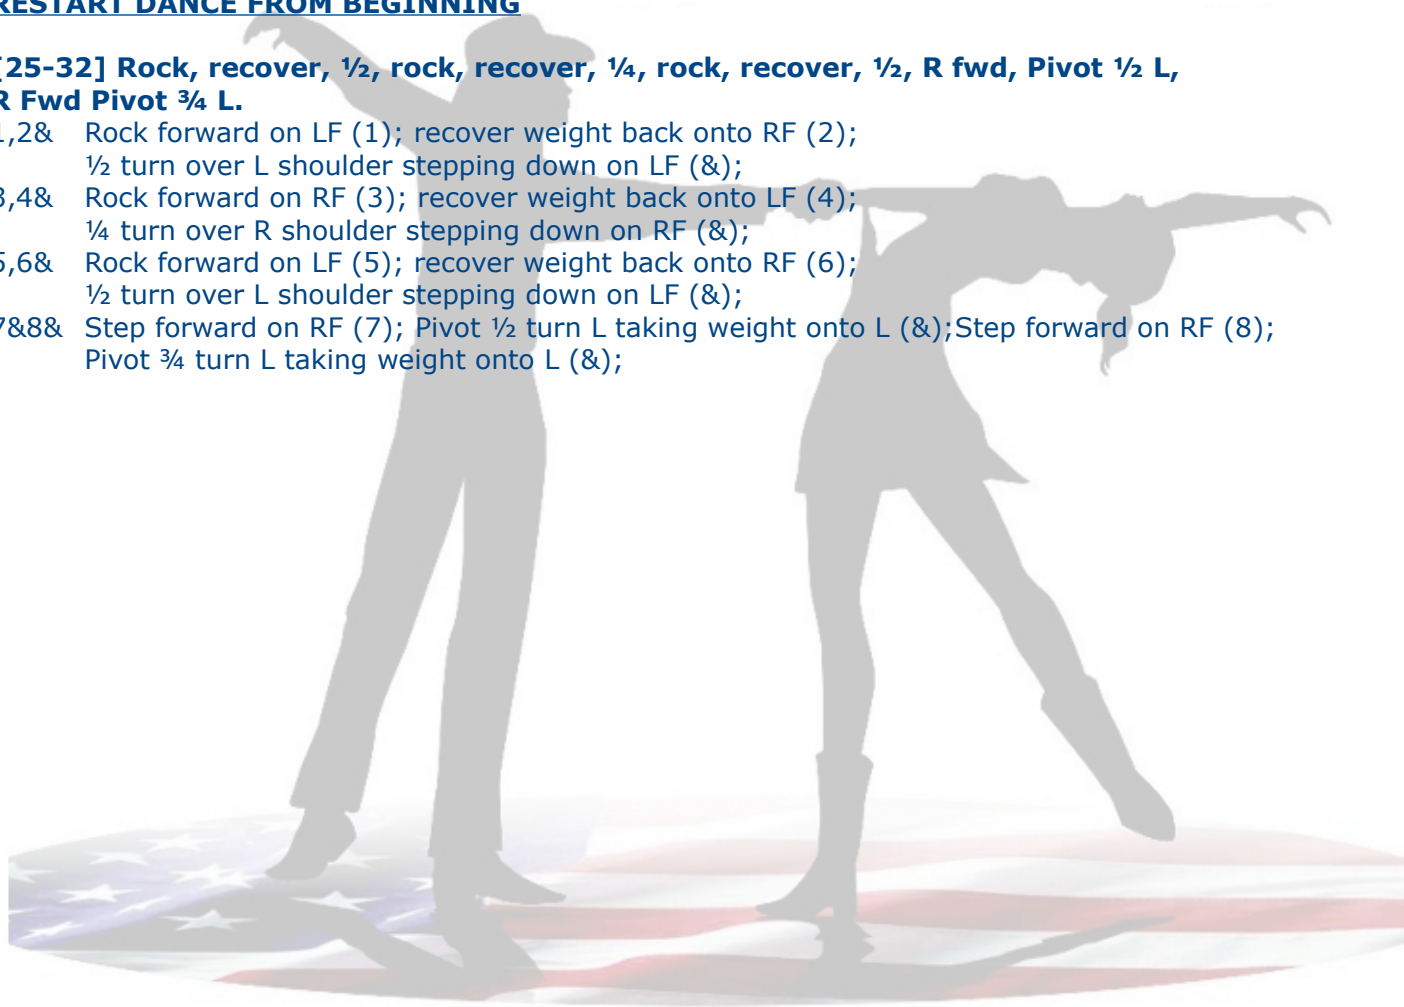 RESTART DANCE FROM BEGINNING
[25-32] Rock, recover, ½, rock, recover, ¼, rock, recover, ½, R fwd, Pivot ½ L,
R Fwd Pivot ¾ L.
1,2& Rock forward on LF (1); recover weight back onto RF (2);
½ turn over L shoulder stepping down on LF (&);
3,4& Rock forward on RF (3); recover weight back onto LF (4);
¼ turn over R shoulder stepping down on RF (&);
5,6& Rock forward on LF (5); recover weight back onto RF (6);
½ turn over L shoulder stepping down on LF (&);
7&8& Step forward on RF (7); Pivot ½ turn L taking weight onto L (&);Step forward on RF (8);
Pivot ¾ turn L taking weight onto L (&);